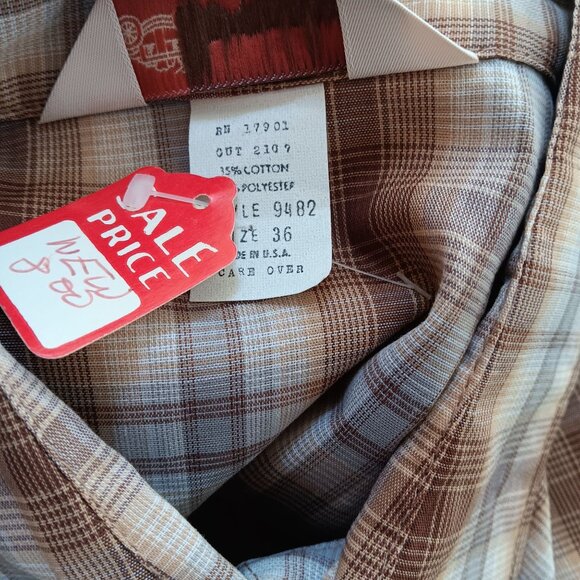 RN 17901
CUT 2107
35% COTTON
POLYESTER
LE 9482
ZE 36
DE IN U.S.A.
CARE OVER
SALE
PRICE
NEW
8.00